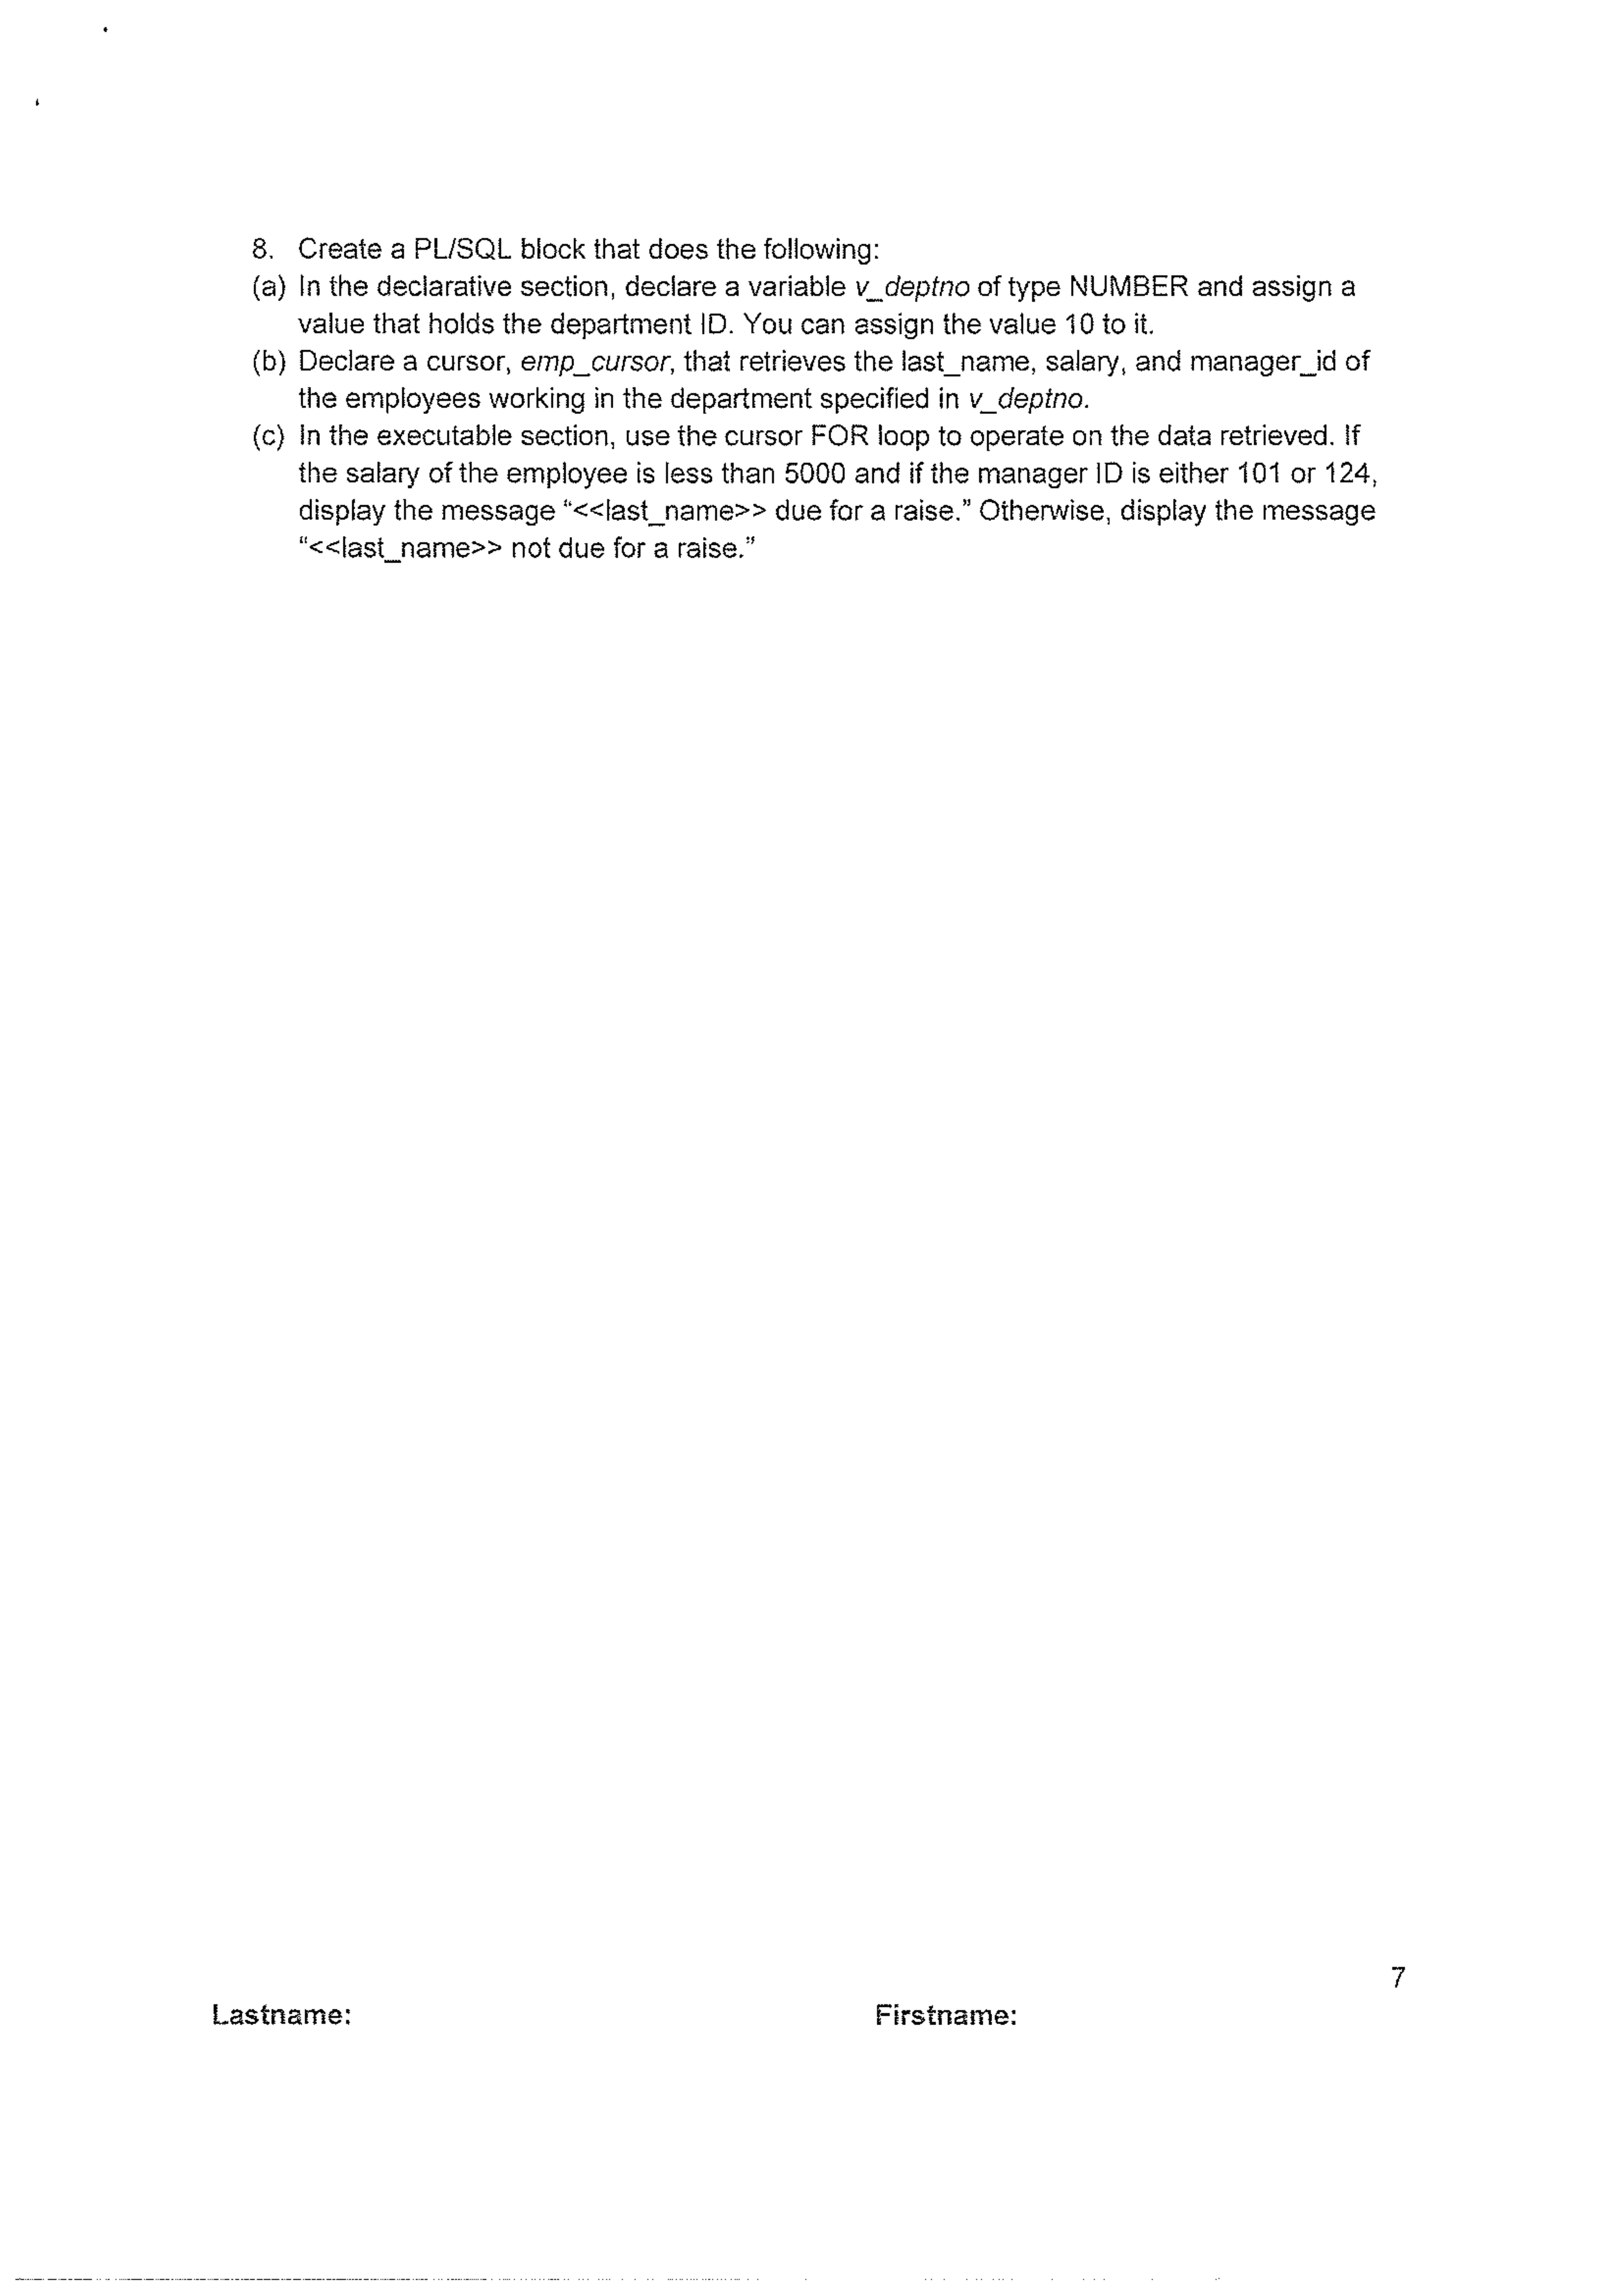 8. Create a PL/SQL block that does the following:
(a) In the declarative section, declare a variable v_deptno of type NUMBER and assign a
value that holds the department ID. You can assign the value 10 to it.
(b) Declare a cursor, emp_cursor, that retrieves the last_name, salary, and manager_id of
the employees working in the department specified in v_deptno.
(c) In the executable section, use the cursor FOR loop to operate on the data retrieved. If
the salary of the employee is less than 5000 and if the manager ID is either 101 or 124,
display the message “<<last_name>> due for a raise.” Otherwise, display the message
“<<last_name>> not due for a raise.”
7
Lastname: Firstname: